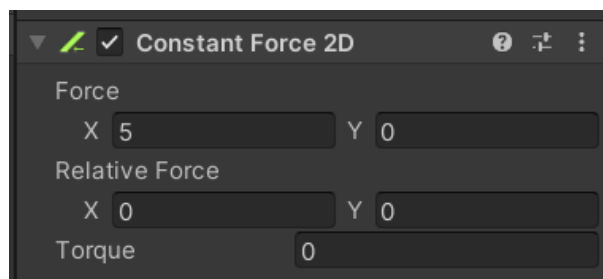 Constant Force 2D
Force
X 5 Y 0
Relative Force
X 0 Y 0
Torque 0